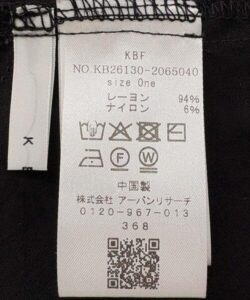 KBF
NO.KB26130-2065040
size One
レーヨン 94%
ナイロン 6%
P W
中国製
株式会社 アーバンリサーチ
0120-967-013
368
K